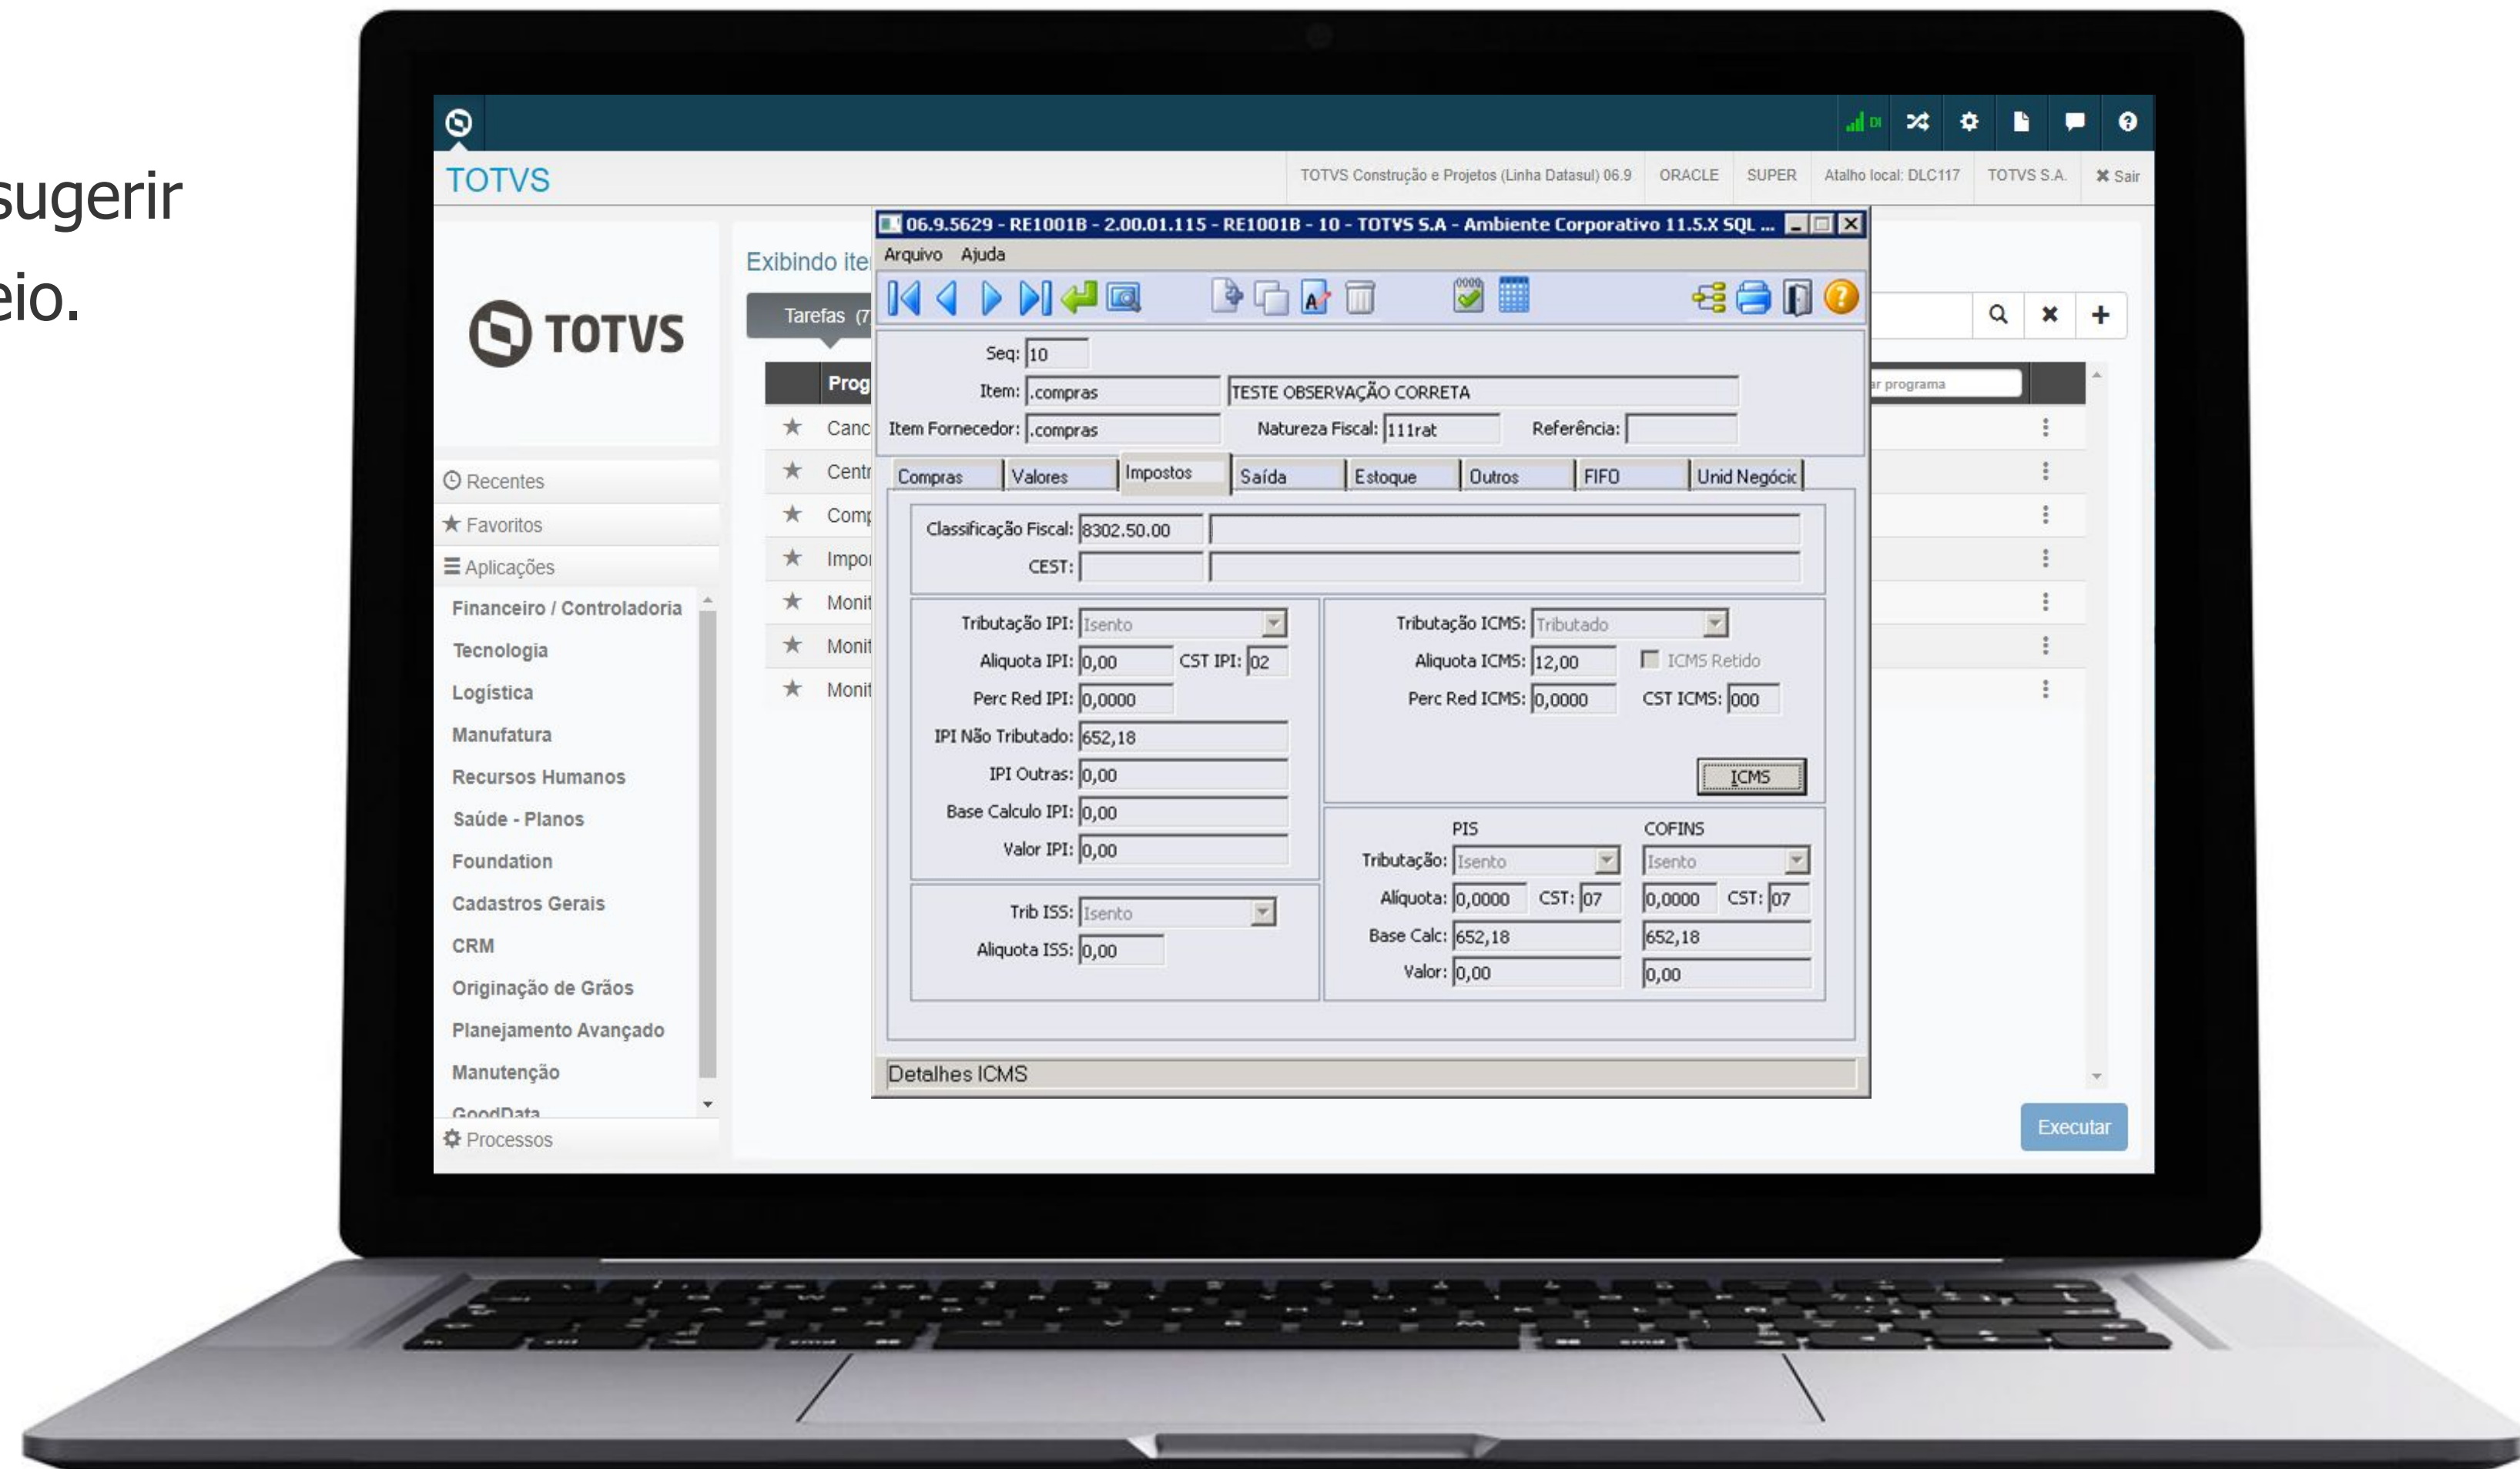 sugerir
eio.
DI
TOTVS
TOTVS Construção e Projetos (Linha Datasul) 06.9 ORACLE SUPER Atalho local: DLC117 TOTVS S.A. Sair
TOTVS
Recentes
Favoritos
Aplicações
Financeiro / Controladoria
Tecnologia
Logística
Manufatura
Recursos Humanos
Saúde - Planos
Foundation
Cadastros Gerais
CRM
Originação de Grãos
Planejamento Avançado
Manutenção
GoodData
Processos
Exibindo ite
Tarefas (7
Prog
ar programa
Canc
Centr
Comp
Impor
Monit
Monit
Monit
Executar
06.9.5629 - RE1001B - 2.00.01.115 - RE1001B - 10 - TOTVS S.A - Ambiente Corporativo 11.5.X SQL ...
Arquivo Ajuda
Seq: 10
Item: .compras TESTE OBSERVAÇÃO CORRETA
Item Fornecedor: .compras Natureza Fiscal: 111rat Referência:
Compras Valores Impostos Saída Estoque Outros FIFO Unid Negócic
Classificação Fiscal: 8302.50.00
CEST:
Tributação IPI: Isento
Aliquota IPI: 0,00 CST IPI: 02
Perc Red IPI: 0,0000
IPI Não Tributado: 652,18
IPI Outras: 0,00
Base Calculo IPI: 0,00
Valor IPI: 0,00
Trib ISS: Isento
Aliquota ISS: 0,00
Tributação ICMS: Tributado
Aliquota ICMS: 12,00 ICMS Retido
Perc Red ICMS: 0,0000 CST ICMS: 000
ICMS
PIS COFINS
Tributação: Isento Isento
Alíquota: 0,0000 CST: 07 0,0000 CST: 07
Base Calc: 652,18 652,18
Valor: 0,00 0,00
Detalhes ICMS